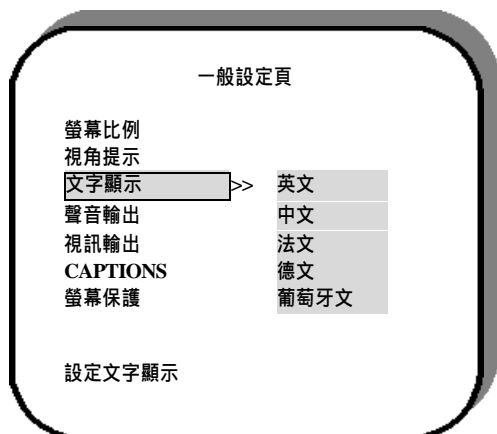 一般設定頁
螢幕比例
視角提示
文字顯示 >> 英文
聲音輸出 中文
視訊輸出 法文
CAPTIONS 德文
螢幕保護 葡萄牙文
設定文字顯示